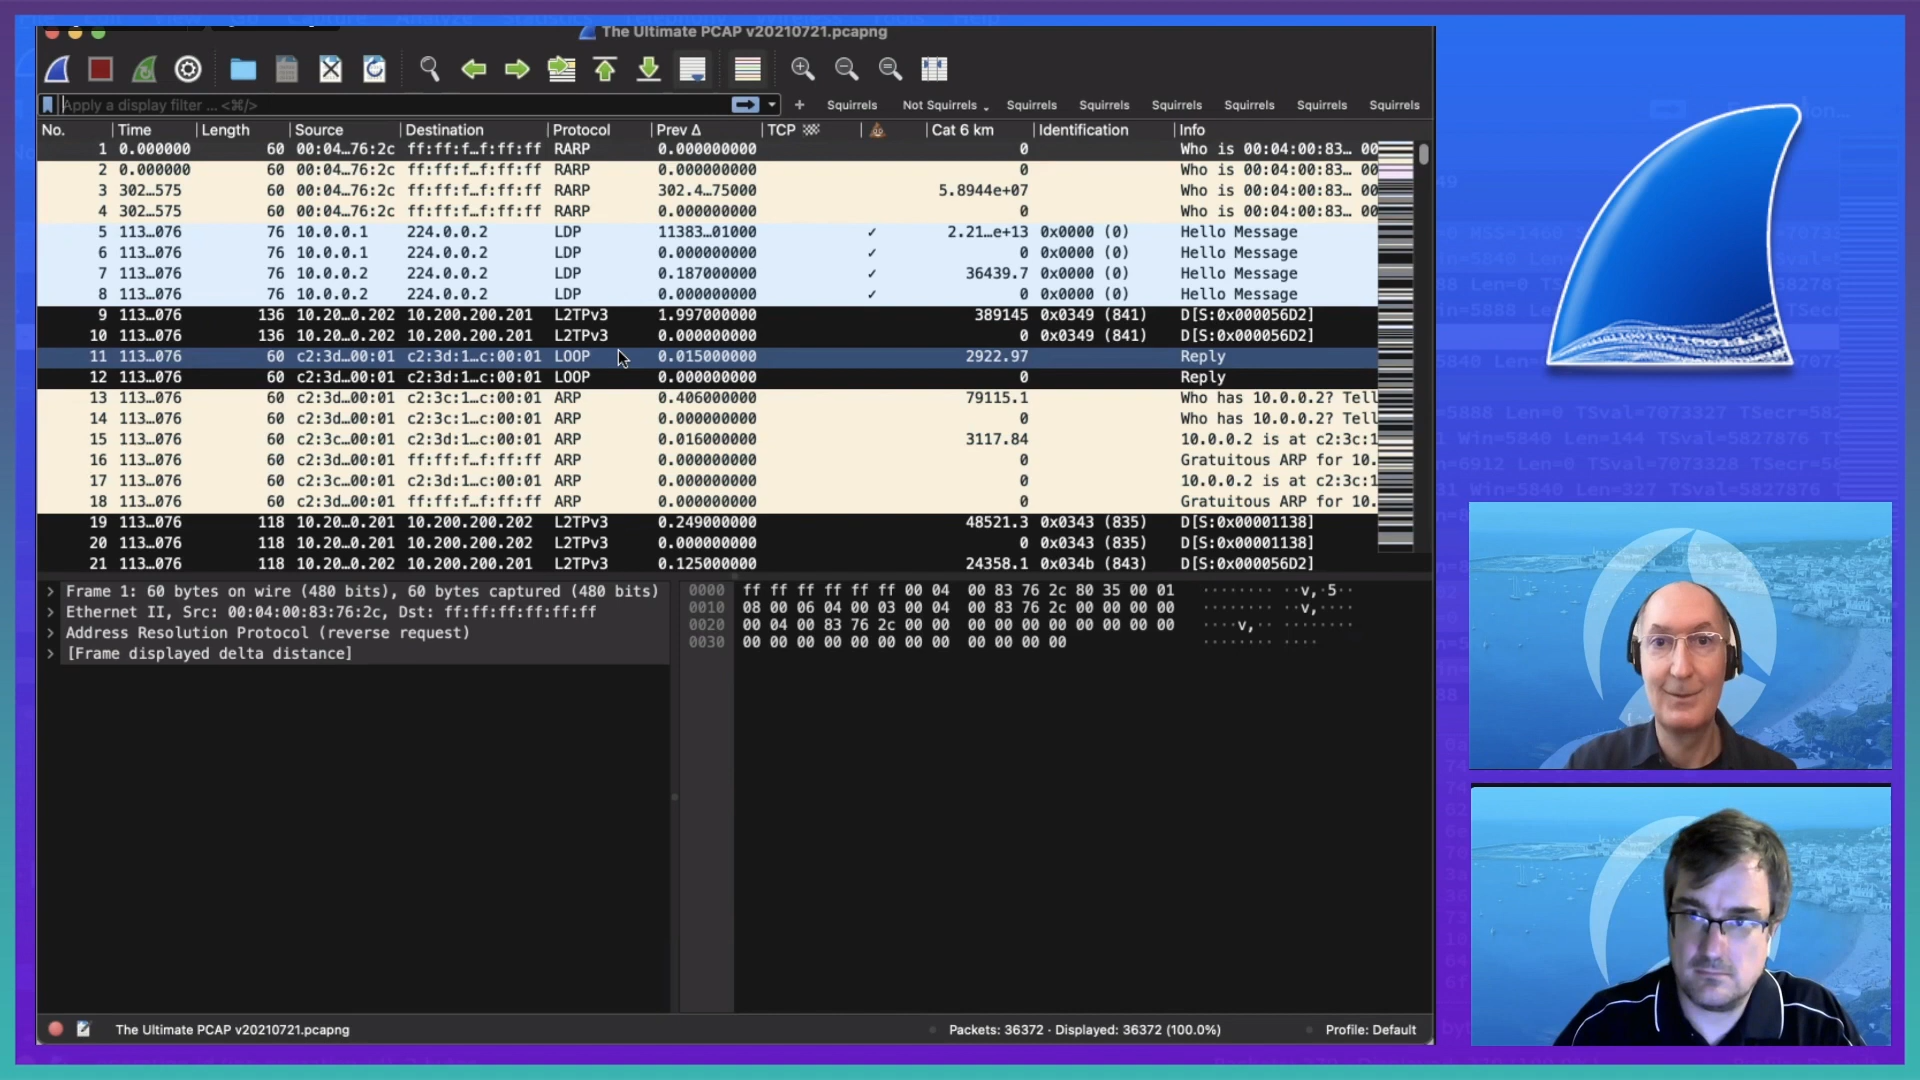 The Ultimate PCAP v20210721.pcapng
Apply a display filter ... <⌘/>
+ Squirrels Not Squirrels Squirrels Squirrels Squirrels Squirrels Squirrels Squirrels
No. Time Length Source Destination Protocol Prev Δ TCP 🏁 💩 Cat 6 km Identification Info
1 0.000000 60 00:04…76:2c ff:ff:f…f:ff:ff RARP 0.000000000 0 Who is 00:04:00:83… 00
2 0.000000 60 00:04…76:2c ff:ff:f…f:ff:ff RARP 0.000000000 0 Who is 00:04:00:83… 00
3 302…575 60 00:04…76:2c ff:ff:f…f:ff:ff RARP 302.4…75000 5.8944e+07 Who is 00:04:00:83… 00
4 302…575 60 00:04…76:2c ff:ff:f…f:ff:ff RARP 0.000000000 0 Who is 00:04:00:83… 00
5 113…076 76 10.0.0.1 224.0.0.2 LDP 11383…01000 ✓ 2.21…e+13 0x0000 (0) Hello Message
6 113…076 76 10.0.0.1 224.0.0.2 LDP 0.000000000 ✓ 0 0x0000 (0) Hello Message
7 113…076 76 10.0.0.2 224.0.0.2 LDP 0.187000000 ✓ 36439.7 0x0000 (0) Hello Message
8 113…076 76 10.0.0.2 224.0.0.2 LDP 0.000000000 ✓ 0 0x0000 (0) Hello Message
9 113…076 136 10.20…0.202 10.200.200.201 L2TPv3 1.997000000 389145 0x0349 (841) D[S:0x000056D2]
10 113…076 136 10.20…0.202 10.200.200.201 L2TPv3 0.000000000 0 0x0349 (841) D[S:0x000056D2]
11 113…076 60 c2:3d…00:01 c2:3d:1…c:00:01 LOOP 0.015000000 2922.97 Reply
12 113…076 60 c2:3d…00:01 c2:3d:1…c:00:01 LOOP 0.000000000 0 Reply
13 113…076 60 c2:3d…00:01 c2:3c:1…c:00:01 ARP 0.406000000 79115.1 Who has 10.0.0.2? Tell
14 113…076 60 c2:3d…00:01 c2:3c:1…c:00:01 ARP 0.000000000 0 Who has 10.0.0.2? Tell
15 113…076 60 c2:3c…00:01 c2:3d:1…c:00:01 ARP 0.016000000 3117.84 10.0.0.2 is at c2:3c:1
16 113…076 60 c2:3d…00:01 ff:ff:f…f:ff:ff ARP 0.000000000 0 Gratuitous ARP for 10.
17 113…076 60 c2:3c…00:01 c2:3d:1…c:00:01 ARP 0.000000000 0 10.0.0.2 is at c2:3c:1
18 113…076 60 c2:3d…00:01 ff:ff:f…f:ff:ff ARP 0.000000000 0 Gratuitous ARP for 10.
19 113…076 118 10.20…0.201 10.200.200.202 L2TPv3 0.249000000 48521.3 0x0343 (835) D[S:0x00001138]
20 113…076 118 10.20…0.201 10.200.200.202 L2TPv3 0.000000000 0 0x0343 (835) D[S:0x00001138]
21 113…076 118 10.20…0.202 10.200.200.201 L2TPv3 0.125000000 24358.1 0x034b (843) D[S:0x000056D2]
Frame 1: 60 bytes on wire (480 bits), 60 bytes captured (480 bits)
Ethernet II, Src: 00:04:00:83:76:2c, Dst: ff:ff:ff:ff:ff:ff
Address Resolution Protocol (reverse request)
[Frame displayed delta distance]
0000 ff ff ff ff ff ff 00 04 00 83 76 2c 80 35 00 01 ········ ··v,·5··
0010 08 00 06 04 00 03 00 04 00 83 76 2c 00 00 00 00 ········ ··v,····
0020 00 04 00 83 76 2c 00 00 00 00 00 00 00 00 00 00 ····v,·· ········
0030 00 00 00 00 00 00 00 00 00 00 00 00 ········ ····
The Ultimate PCAP v20210721.pcapng
Packets: 36372 · Displayed: 36372 (100.0%)
Profile: Default